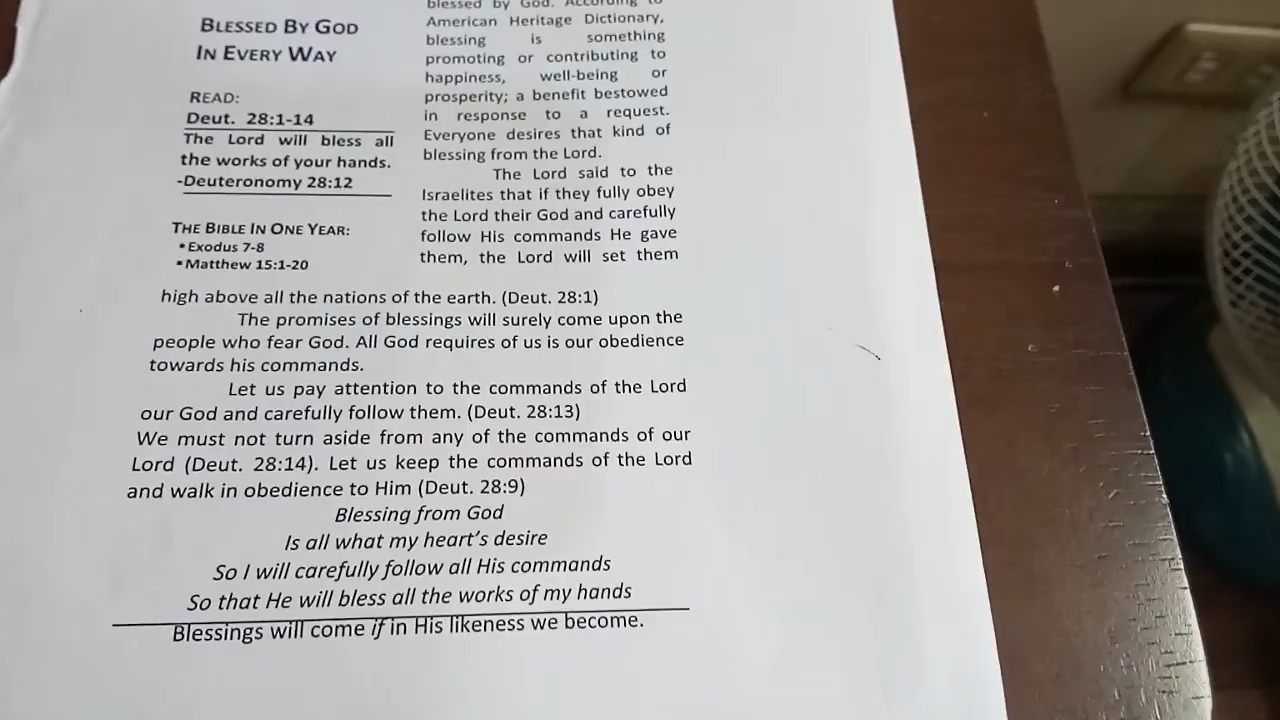 BLESSED BY GOD
IN EVERY WAY
READ:
Deut. 28:1-14
The Lord will bless all
the works of your hands.
-Deuteronomy 28:12
THE BIBLE IN ONE YEAR:
▪Exodus 7-8
▪Matthew 15:1-20
blessed by God. According to
American Heritage Dictionary,
blessing is something
promoting or contributing to
happiness, well-being or
prosperity; a benefit bestowed
in response to a request.
Everyone desires that kind of
blessing from the Lord.
The Lord said to the
Israelites that if they fully obey
the Lord their God and carefully
follow His commands He gave
them, the Lord will set them
high above all the nations of the earth. (Deut. 28:1)
The promises of blessings will surely come upon the
people who fear God. All God requires of us is our obedience
towards his commands.
Let us pay attention to the commands of the Lord
our God and carefully follow them. (Deut. 28:13)
We must not turn aside from any of the commands of our
Lord (Deut. 28:14). Let us keep the commands of the Lord
and walk in obedience to Him (Deut. 28:9)
Blessing from God
Is all what my heart's desire
So I will carefully follow all His commands
So that He will bless all the works of my hands
Blessings will come if in His likeness we become.